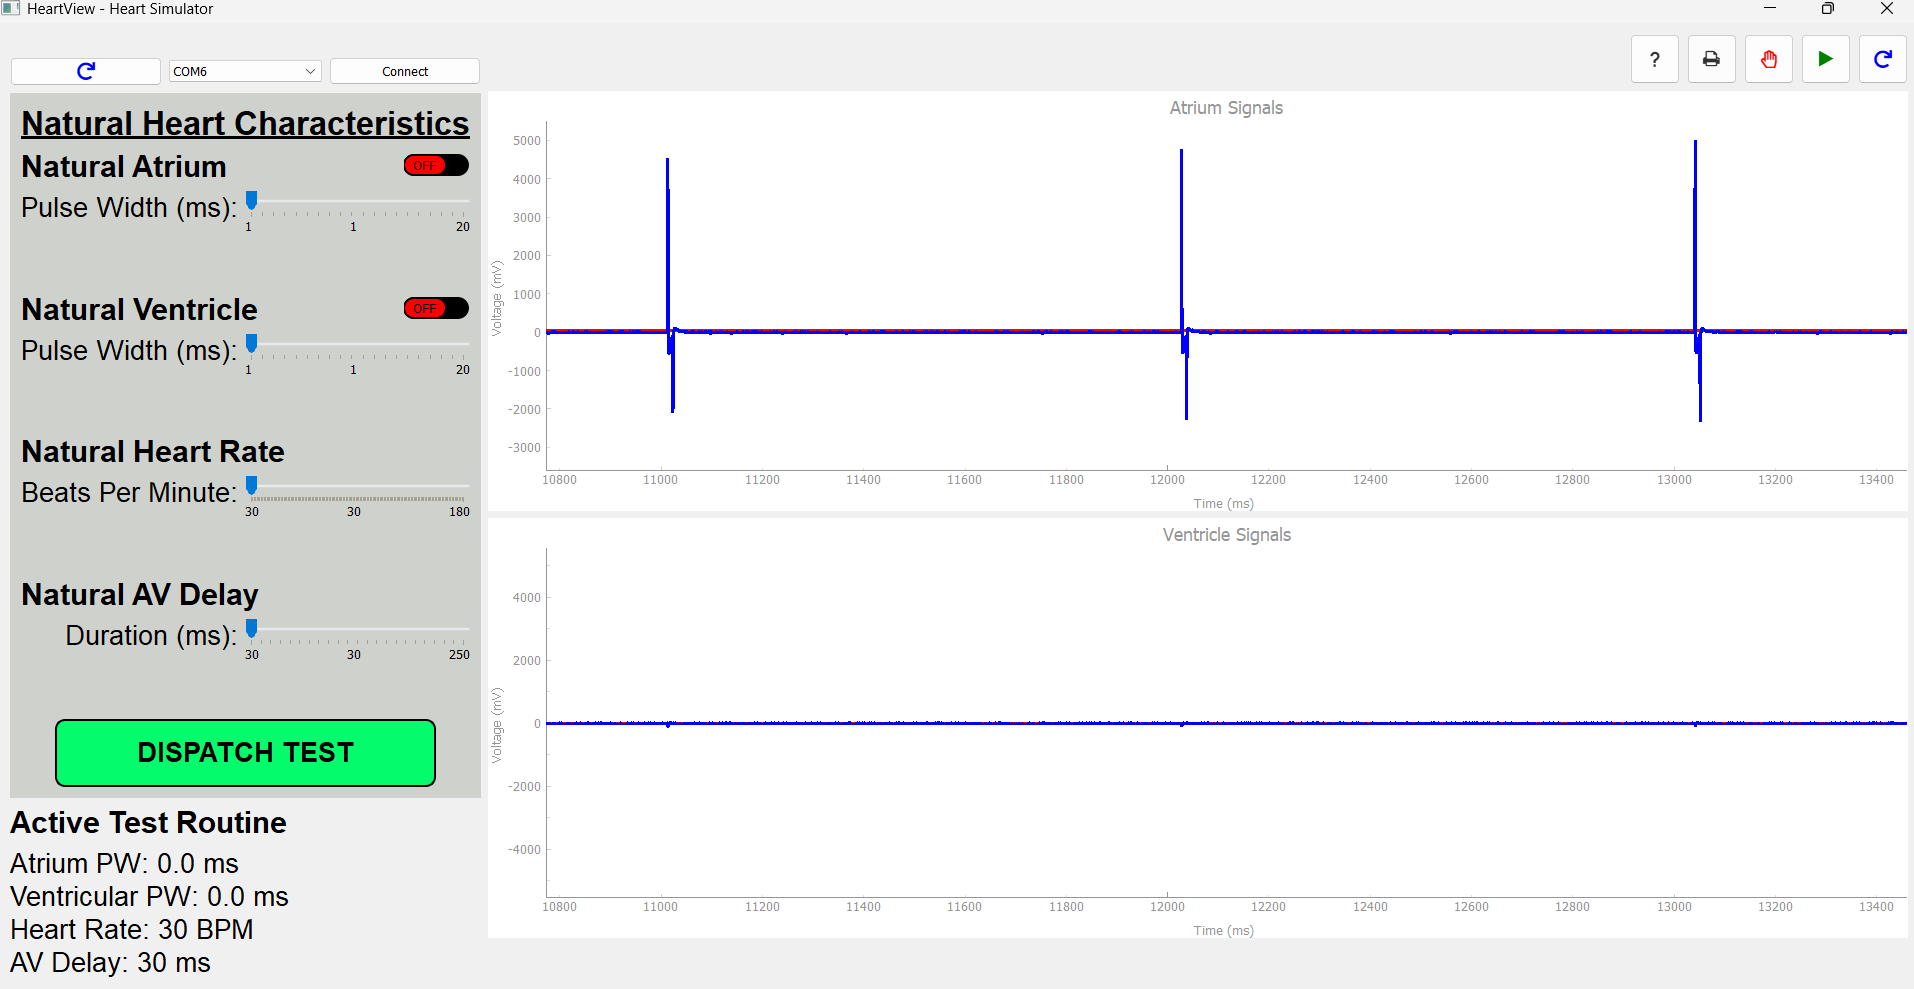 HeartView - Heart Simulator
COM6
Connect
?
Natural Heart Characteristics
Natural Atrium
OFF
Pulse Width (ms):
1 1 20
Natural Ventricle
OFF
Pulse Width (ms):
1 1 20
Natural Heart Rate
Beats Per Minute:
30 30 180
Natural AV Delay
Duration (ms):
30 30 250
DISPATCH TEST
Active Test Routine
Atrium PW: 0.0 ms
Ventricular PW: 0.0 ms
Heart Rate: 30 BPM
AV Delay: 30 ms
Atrium Signals
Voltage (mV)
5000
4000
3000
2000
1000
0
-1000
-2000
-3000
10800 11000 11200 11400 11600 11800 12000 12200 12400 12600 12800 13000 13200 13400
Time (ms)
Ventricle Signals
Voltage (mV)
4000
2000
0
-2000
-4000
10800 11000 11200 11400 11600 11800 12000 12200 12400 12600 12800 13000 13200 13400
Time (ms)